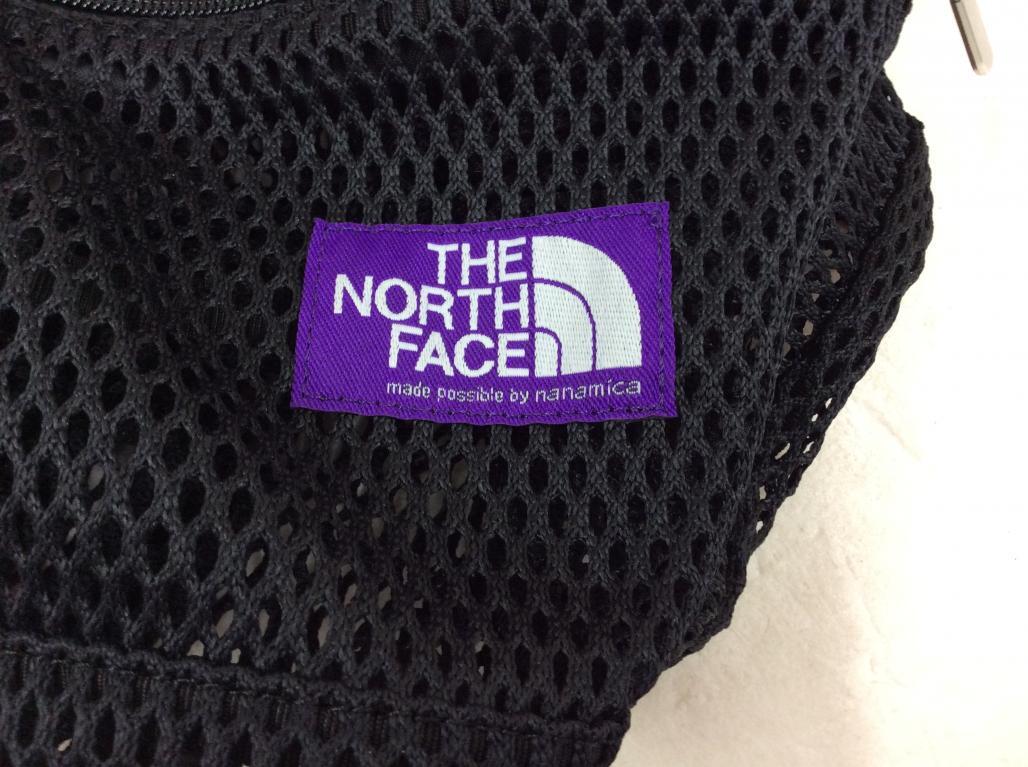 THE
NORTH
FACE
made possible by nanamica